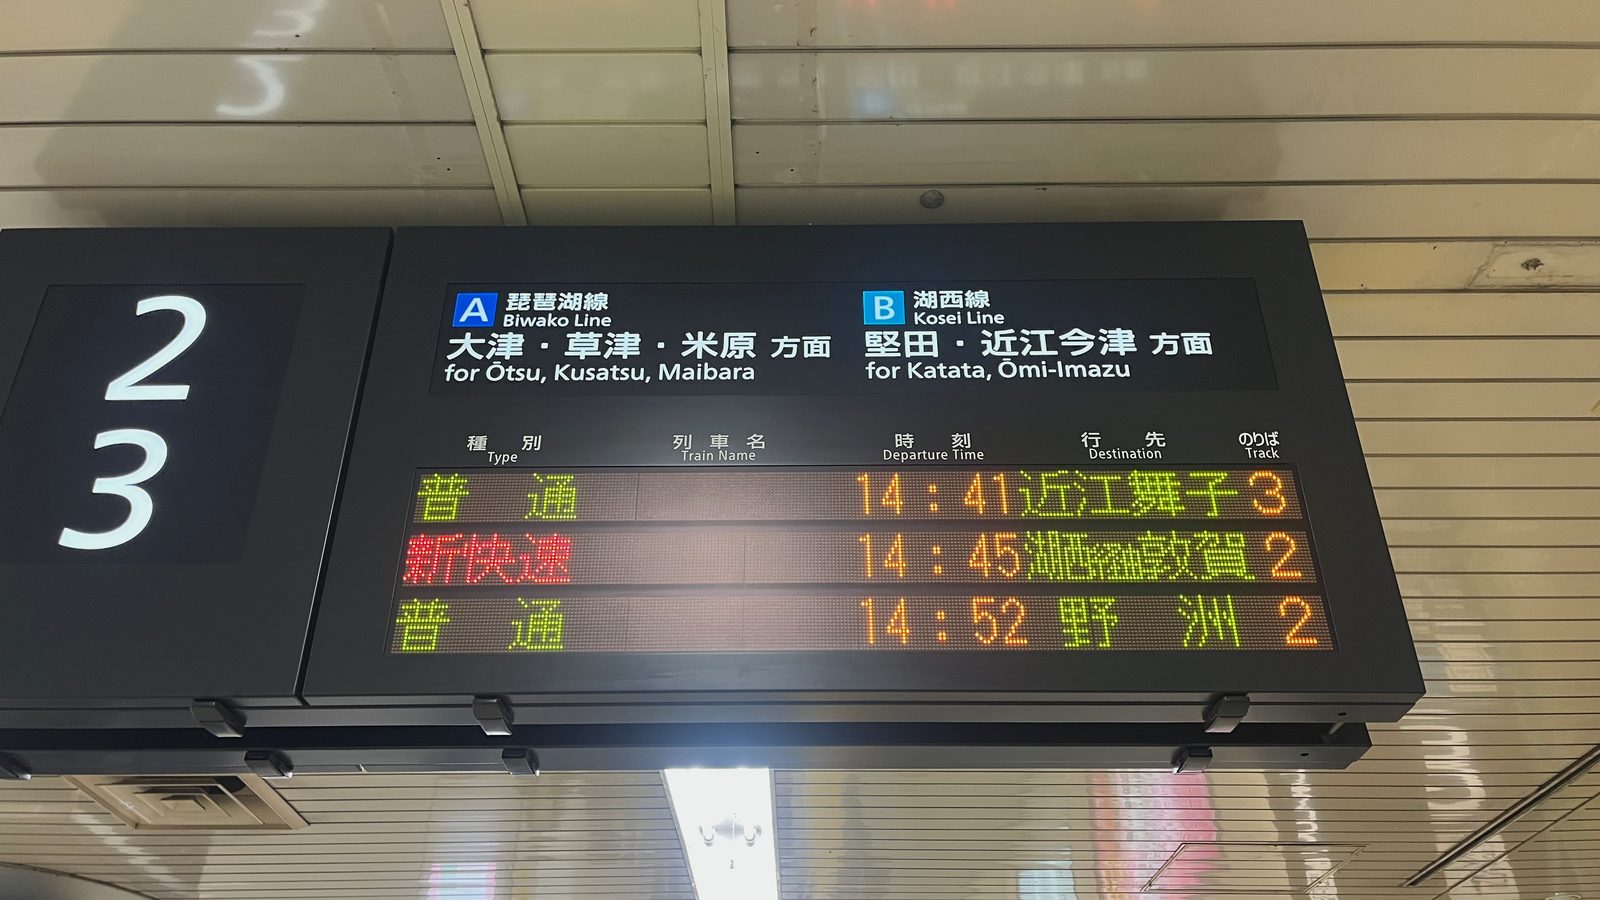 2
3
A 琵琶湖線
Biwako Line
大津・草津・米原 方面
for Ōtsu, Kusatsu, Maibara
B 湖西線
Kosei Line
堅田・近江今津 方面
for Katata, Ōmi-Imazu
種別 列車名 時刻 行先 のりば
Type Train Name Departure Time Destination Track
普通 14:41 近江舞子 3
新快速 14:45 湖西経由敦賀 2
普通 14:52 野洲 2